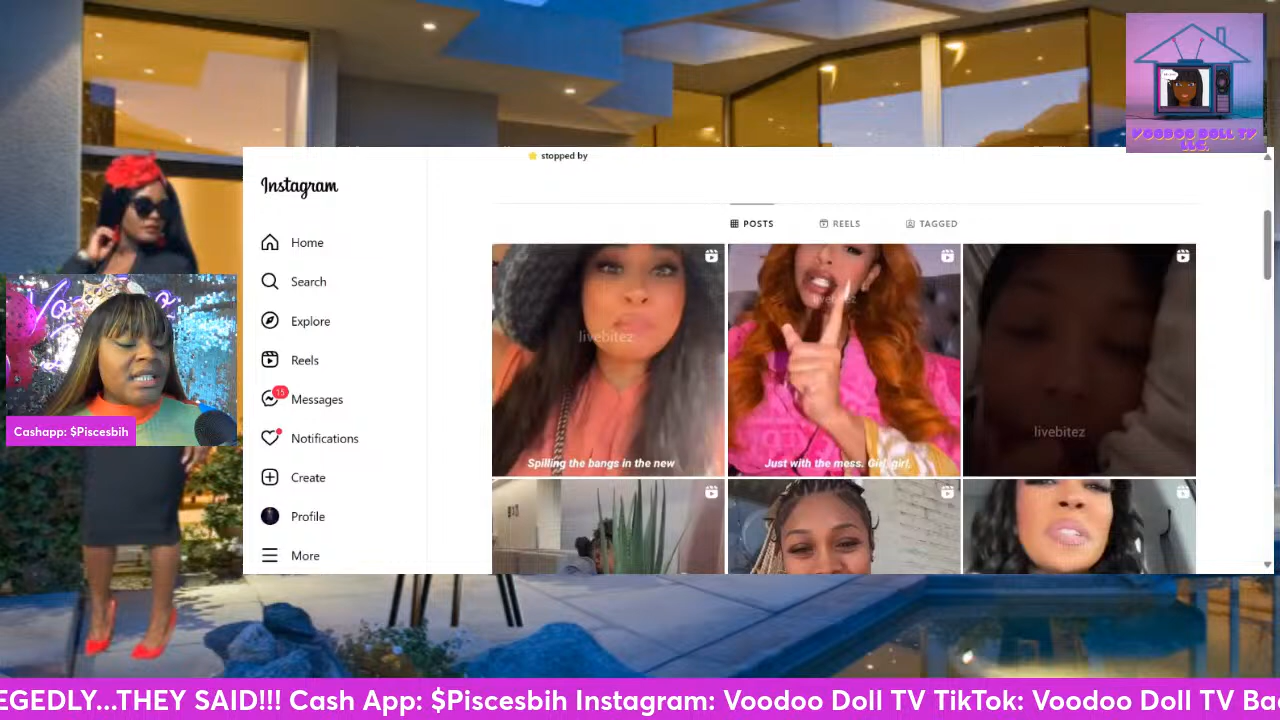 VOODOO DOLL TV
LLC.
⭐ stopped by
Instagram
POSTS
REELS
TAGGED
Home
Search
Explore
Reels
15
Messages
Notifications
Create
Profile
More
livebitez
Spilling the bangs in the new
livebitez
Just with the mess. Girl, girl,
livebitez
Cashapp: $Piscesbih
EGEDLY...THEY SAID!!! Cash App: $Piscesbih Instagram: Voodoo Doll TV TikTok: Voodoo Doll TV Ba